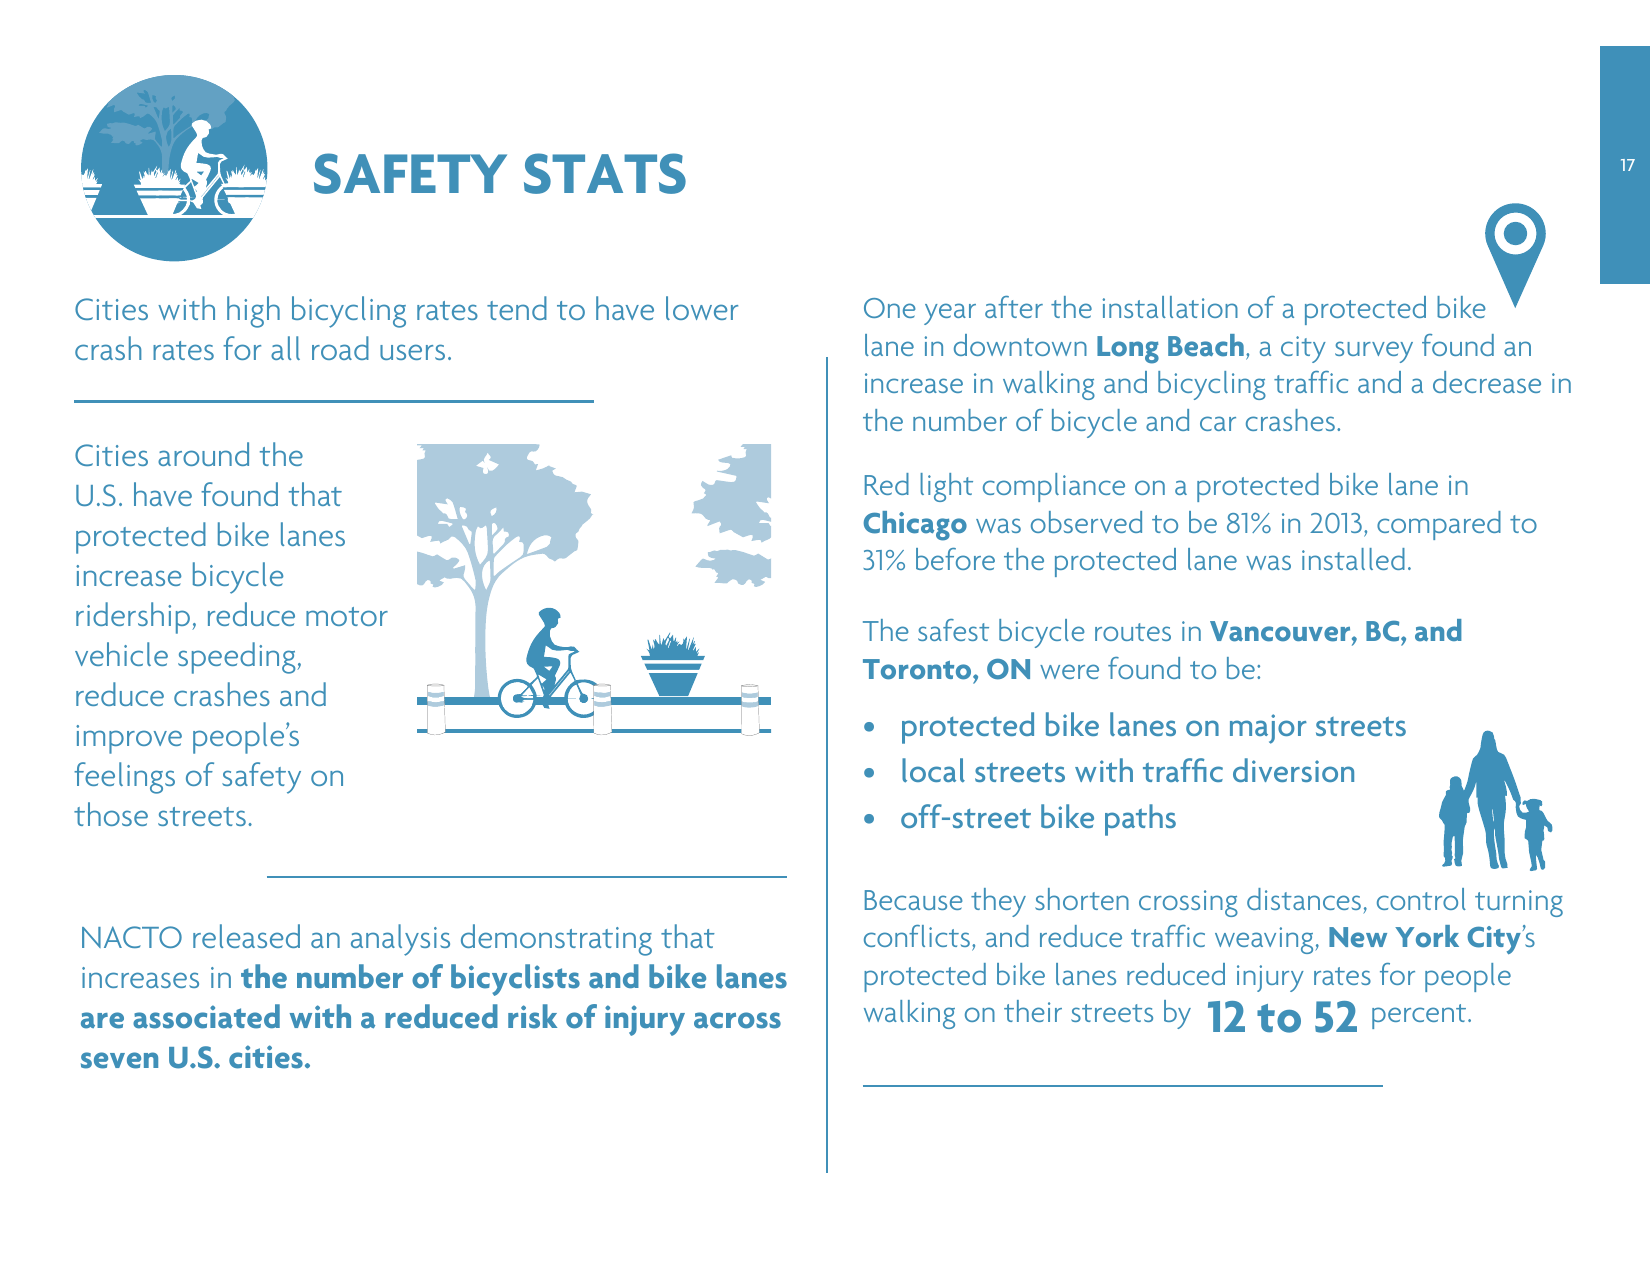 17
SAFETY STATS
Cities with high bicycling rates tend to have lower
crash rates for all road users.
Cities around the
U.S. have found that
protected bike lanes
increase bicycle
ridership, reduce motor
vehicle speeding,
reduce crashes and
improve people’s
feelings of safety on
those streets.
NACTO released an analysis demonstrating that
increases in the number of bicyclists and bike lanes
are associated with a reduced risk of injury across
seven U.S. cities.
One year after the installation of a protected bike
lane in downtown Long Beach, a city survey found an
increase in walking and bicycling traffic and a decrease in
the number of bicycle and car crashes.
Red light compliance on a protected bike lane in
Chicago was observed to be 81% in 2013, compared to
31% before the protected lane was installed.
The safest bicycle routes in Vancouver, BC, and
Toronto, ON were found to be:
• protected bike lanes on major streets
• local streets with traffic diversion
• off-street bike paths
Because they shorten crossing distances, control turning
conflicts, and reduce traffic weaving, New York City’s
protected bike lanes reduced injury rates for people
walking on their streets by 12 to 52 percent.